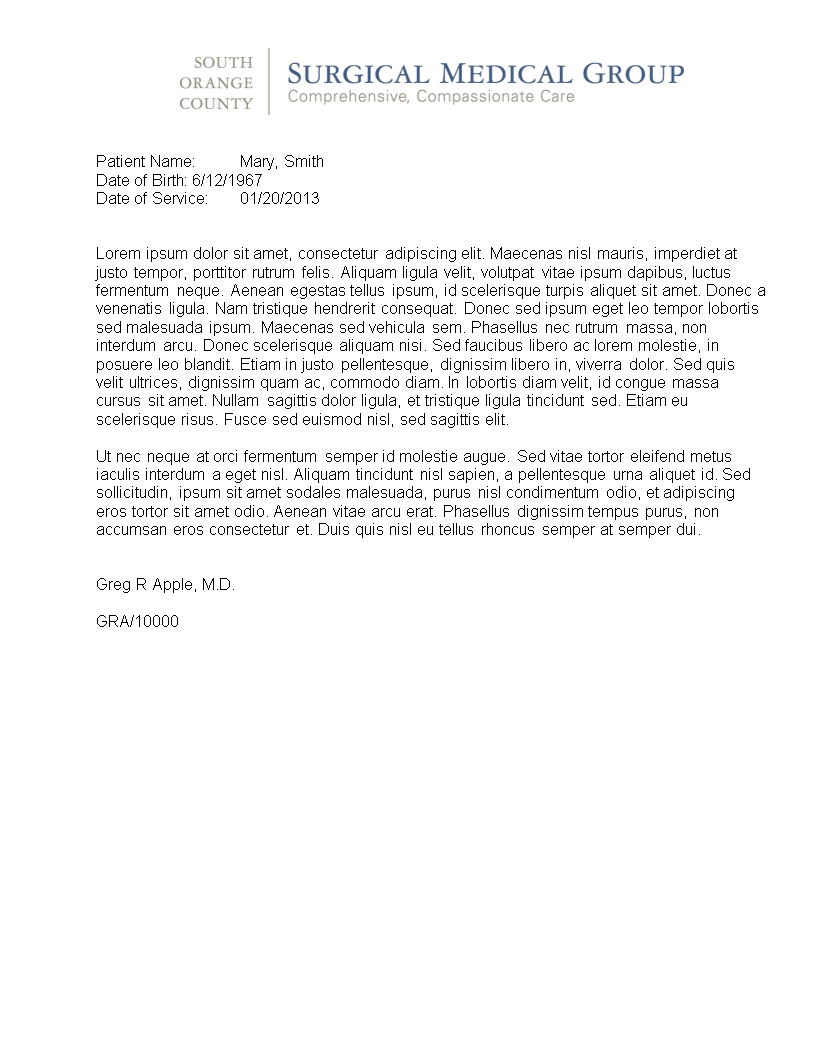 SOUTH
ORANGE
COUNTY
SURGICAL MEDICAL GROUP
Comprehensive, Compassionate Care
Patient Name: Mary, Smith
Date of Birth: 6/12/1967
Date of Service: 01/20/2013
Lorem ipsum dolor sit amet, consectetur adipiscing elit. Maecenas nisl mauris, imperdiet at
justo tempor, porttitor rutrum felis. Aliquam ligula velit, volutpat vitae ipsum dapibus, luctus
fermentum neque. Aenean egestas tellus ipsum, id scelerisque turpis aliquet sit amet. Donec a
venenatis ligula. Nam tristique hendrerit consequat. Donec sed ipsum eget leo tempor lobortis
sed malesuada ipsum. Maecenas sed vehicula sem. Phasellus nec rutrum massa, non
interdum arcu. Donec scelerisque aliquam nisi. Sed faucibus libero ac lorem molestie, in
posuere leo blandit. Etiam in justo pellentesque, dignissim libero in, viverra dolor. Sed quis
velit ultrices, dignissim quam ac, commodo diam. In lobortis diam velit, id congue massa
cursus sit amet. Nullam sagittis dolor ligula, et tristique ligula tincidunt sed. Etiam eu
scelerisque risus. Fusce sed euismod nisl, sed sagittis elit.
Ut nec neque at orci fermentum semper id molestie augue. Sed vitae tortor eleifend metus
iaculis interdum a eget nisl. Aliquam tincidunt nisl sapien, a pellentesque urna aliquet id. Sed
sollicitudin, ipsum sit amet sodales malesuada, purus nisl condimentum odio, et adipiscing
eros tortor sit amet odio. Aenean vitae arcu erat. Phasellus dignissim tempus purus, non
accumsan eros consectetur et. Duis quis nisl eu tellus rhoncus semper at semper dui.
Greg R Apple, M.D.
GRA/10000